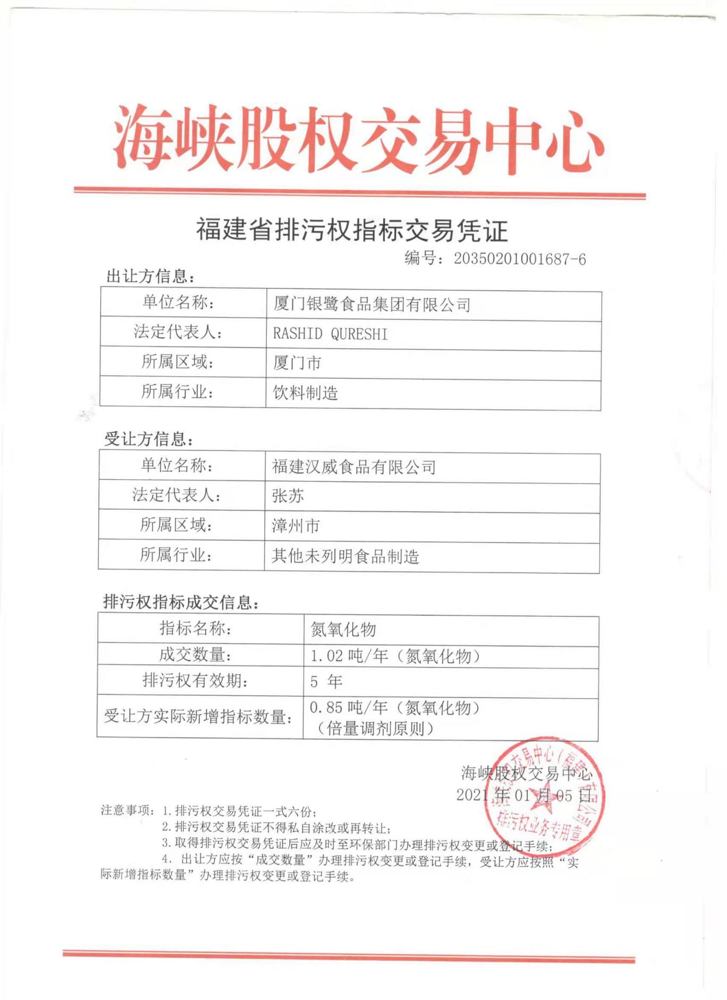 海峡股权交易中心
福建省排污权指标交易凭证
编号：20350201001687-6
出让方信息：
单位名称： 厦门银鹭食品集团有限公司
法定代表人： RASHID QURESHI
所属区域： 厦门市
所属行业： 饮料制造
受让方信息：
单位名称： 福建汉威食品有限公司
法定代表人： 张苏
所属区域： 漳州市
所属行业： 其他未列明食品制造
排污权指标成交信息：
指标名称： 氮氧化物
成交数量： 1.02 吨/年（氮氧化物）
排污权有效期： 5 年
受让方实际新增指标数量： 0.85 吨/年（氮氧化物）
（倍量调剂原则）
海峡股权交易中心（福建）有限公司
排污权业务专用章
海峡股权交易中心
2021 年 01 月 05 日
注意事项：1.排污权交易凭证一式六份；
2.排污权交易凭证不得私自涂改或再转让；
3.取得排污权交易凭证后应及时至环保部门办理排污权变更或登记手续；
4. 出让方应按“成交数量”办理排污权变更或登记手续，受让方应按照“实
际新增指标数量”办理排污权变更或登记手续。